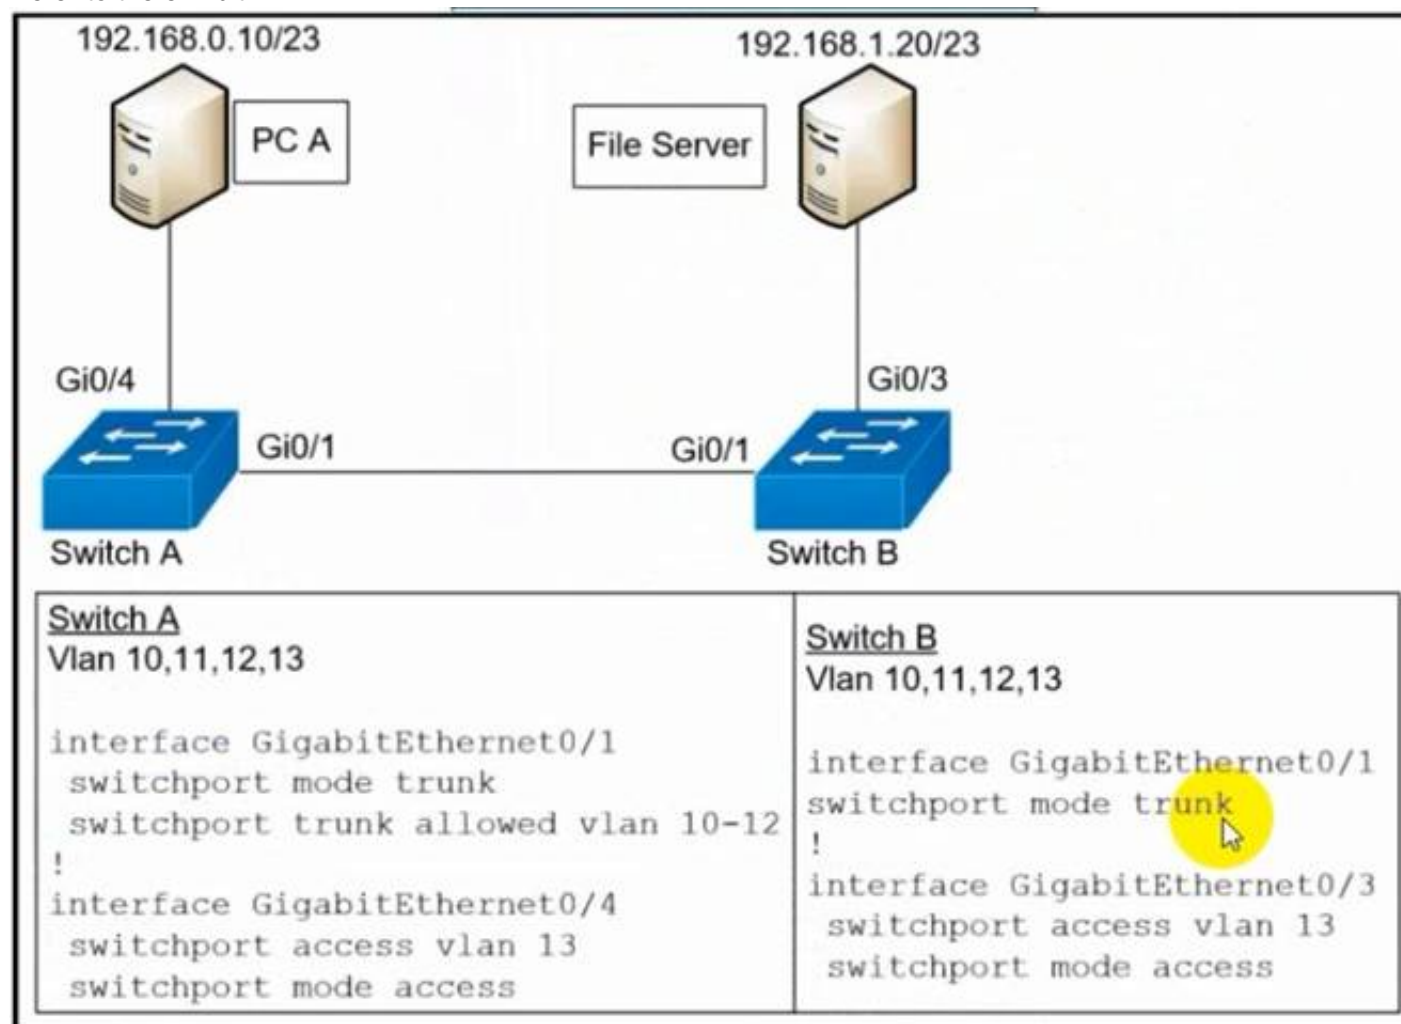 192.168.0.10/23
192.168.1.20/23
PC A
File Server
Gi0/4
Gi0/3
Gi0/1
Gi0/1
Switch A
Switch B
Switch A
Vlan 10,11,12,13
interface GigabitEthernet0/1
switchport mode trunk
switchport trunk allowed vlan 10-12
!
interface GigabitEthernet0/4
switchport access vlan 13
switchport mode access
Switch B
Vlan 10,11,12,13
interface GigabitEthernet0/1
switchport mode trunk
!
interface GigabitEthernet0/3
switchport access vlan 13
switchport mode access